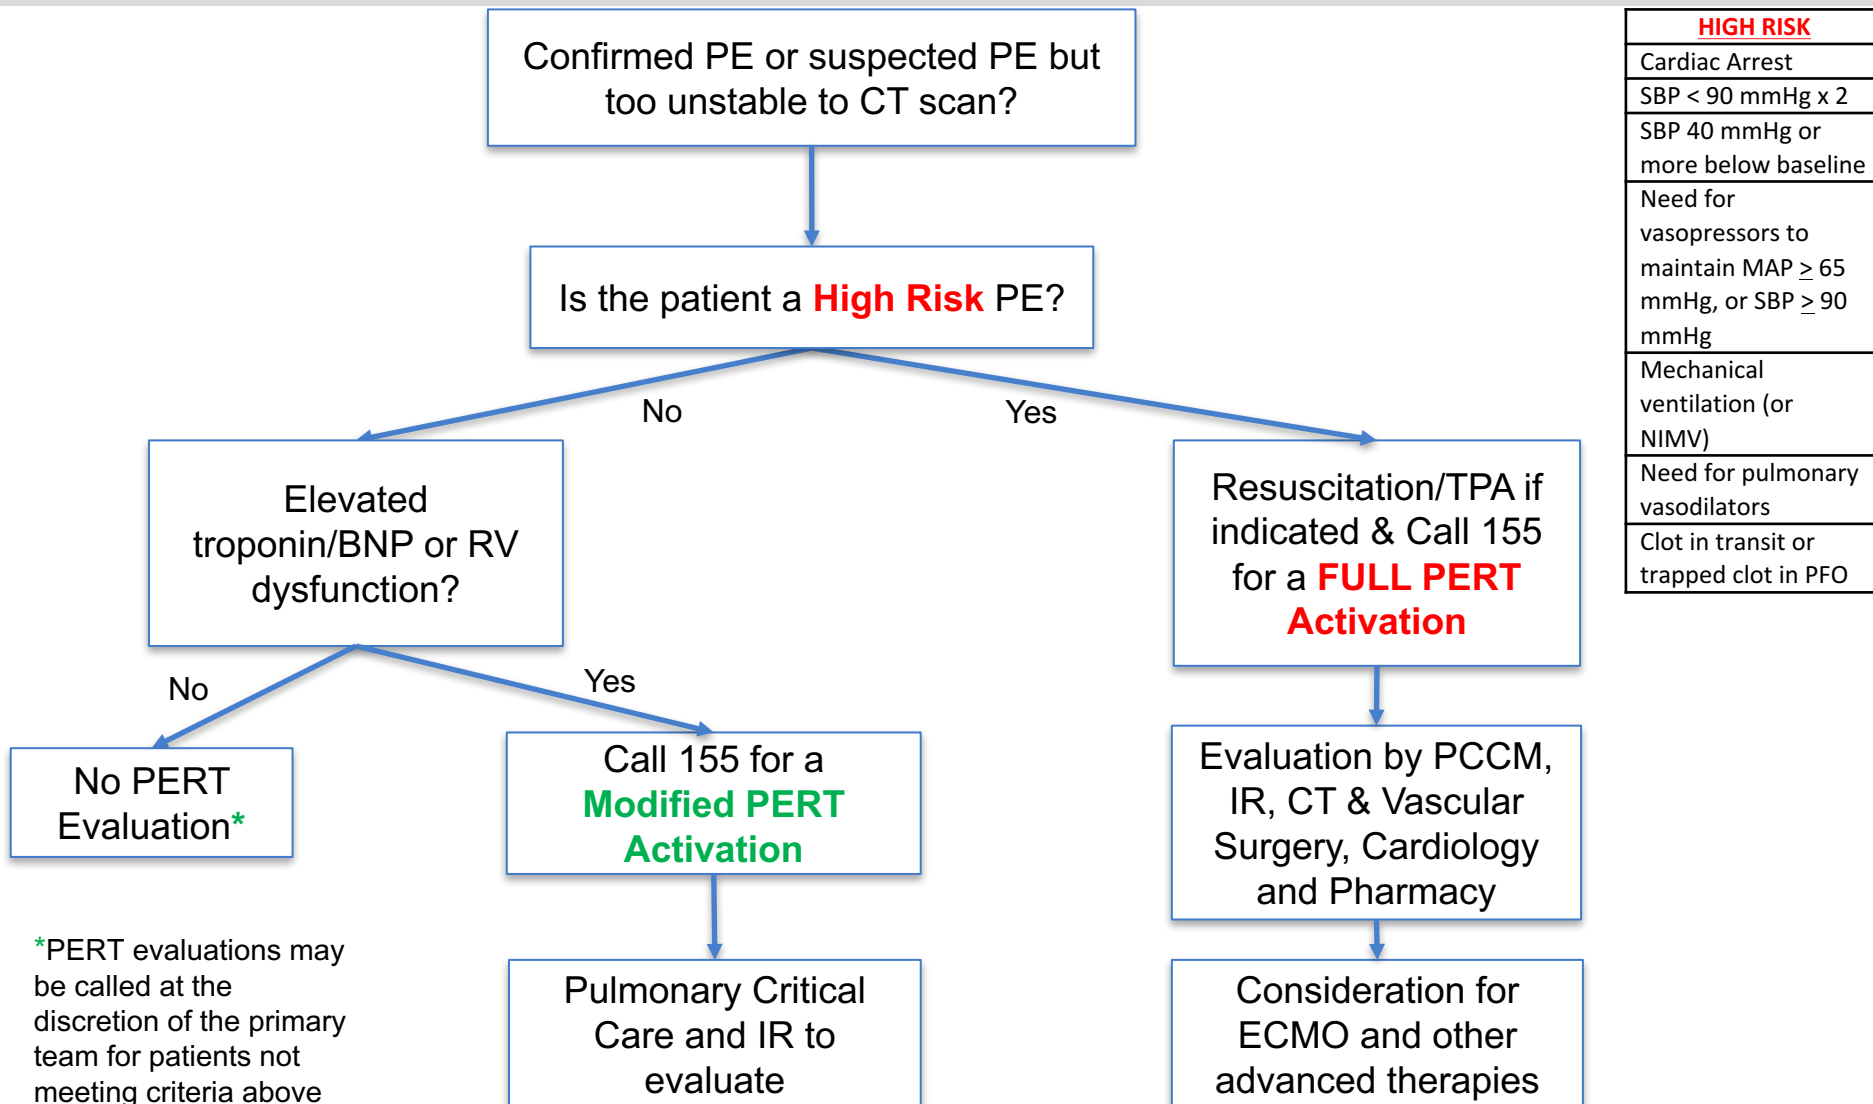 Confirmed PE or suspected PE but
too unstable to CT scan?
Is the patient a High Risk PE?
No
Yes
Elevated
troponin/BNP or RV
dysfunction?
Resuscitation/TPA if
indicated & Call 155
for a FULL PERT
Activation
No
Yes
No PERT
Evaluation*
Call 155 for a
Modified PERT
Activation
Evaluation by PCCM,
IR, CT & Vascular
Surgery, Cardiology
and Pharmacy
*PERT evaluations may
be called at the
discretion of the primary
team for patients not
meeting criteria above
Pulmonary Critical
Care and IR to
evaluate
Consideration for
ECMO and other
advanced therapies
HIGH RISK
Cardiac Arrest
SBP < 90 mmHg x 2
SBP 40 mmHg or
more below baseline
Need for
vasopressors to
maintain MAP ≥ 65
mmHg, or SBP ≥ 90
mmHg
Mechanical
ventilation (or
NIMV)
Need for pulmonary
vasodilators
Clot in transit or
trapped clot in PFO